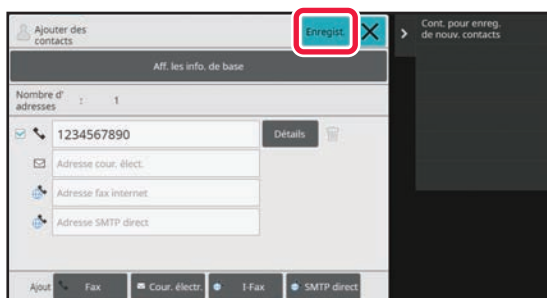 Ajouter des
contacts
Enregist.
Cont. pour enreg.
de nouv. contacts
Aff. les info. de base
Nombre d'
adresses : 1
1234567890 Détails
Adresse cour. élect.
Adresse fax internet
Adresse SMTP direct
Ajout Fax Cour. électr. I-Fax SMTP direct